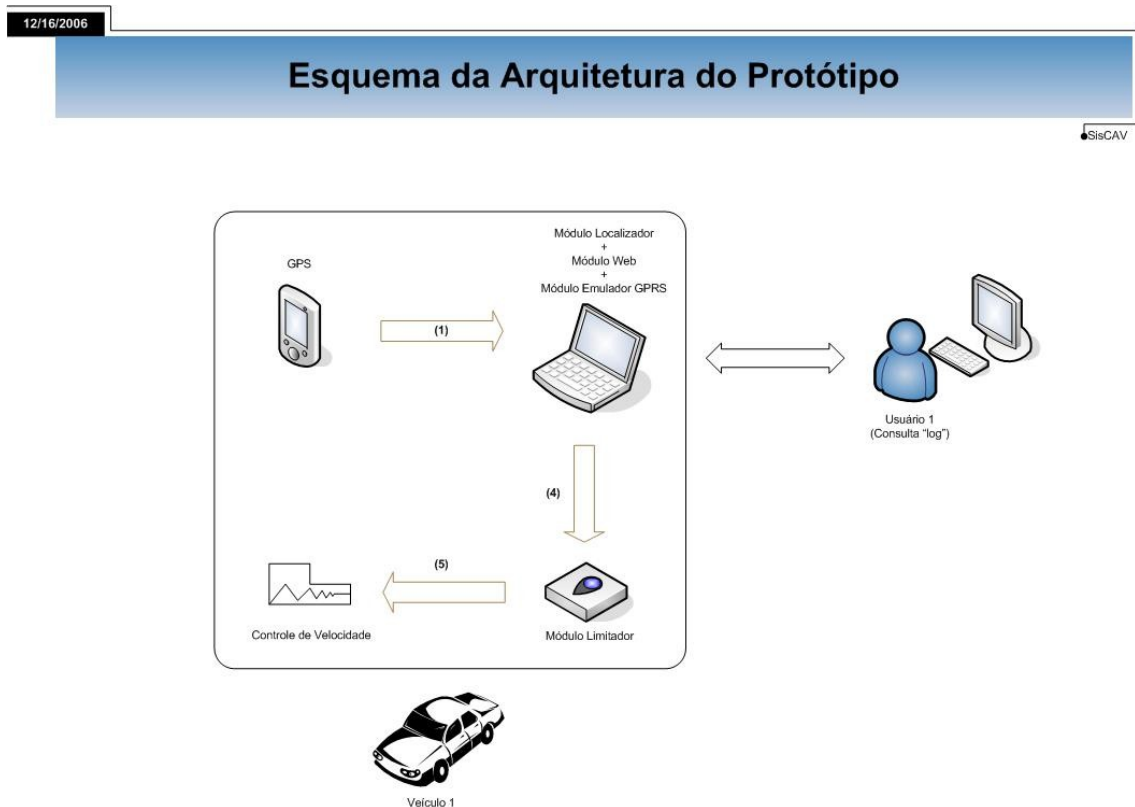 12/16/2006
Esquema da Arquitetura do Protótipo
SisCAV
GPS
Módulo Localizador
+
Módulo Web
+
Módulo Emulador GPRS
(1)
Usuário 1
(Consulta “log”)
(4)
(5)
Controle de Velocidade
Módulo Limitador
Veículo 1